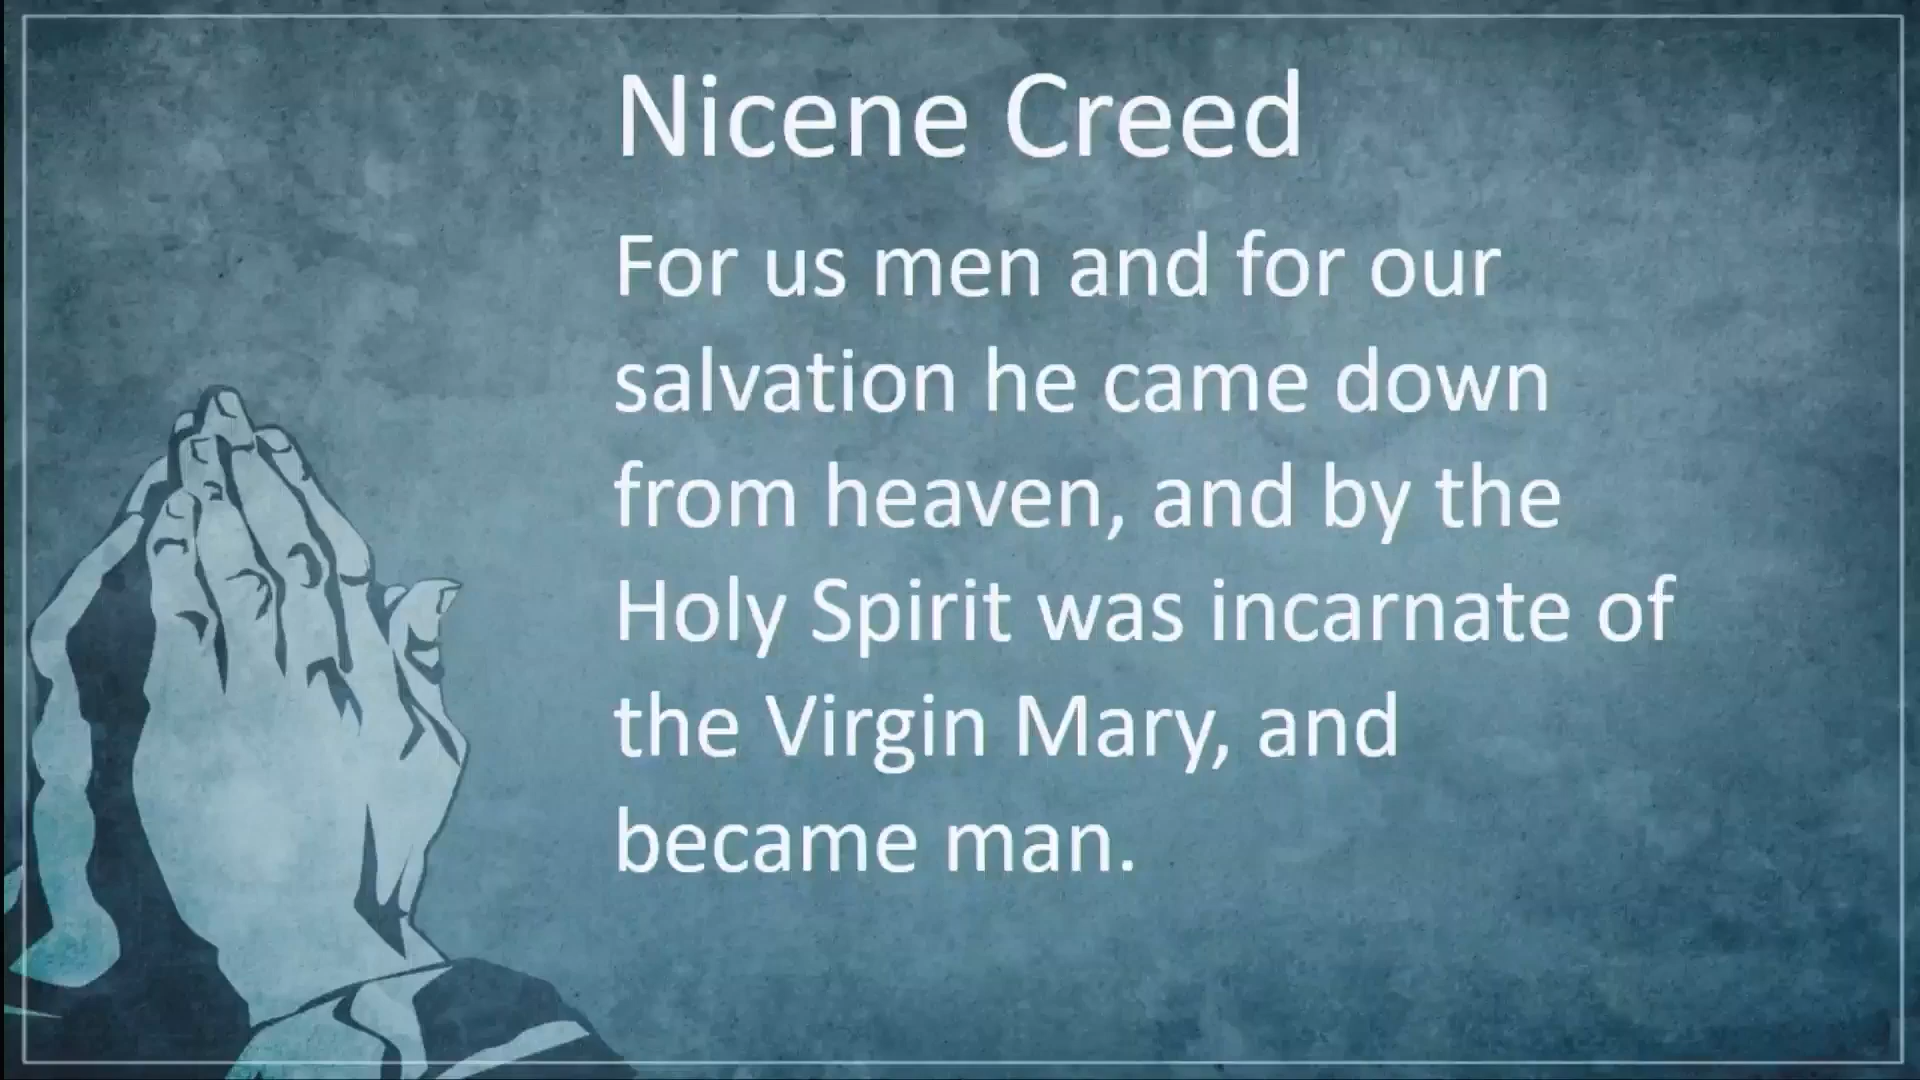 Nicene Creed
For us men and for our
salvation he came down
from heaven, and by the
Holy Spirit was incarnate of
the Virgin Mary, and
became man.